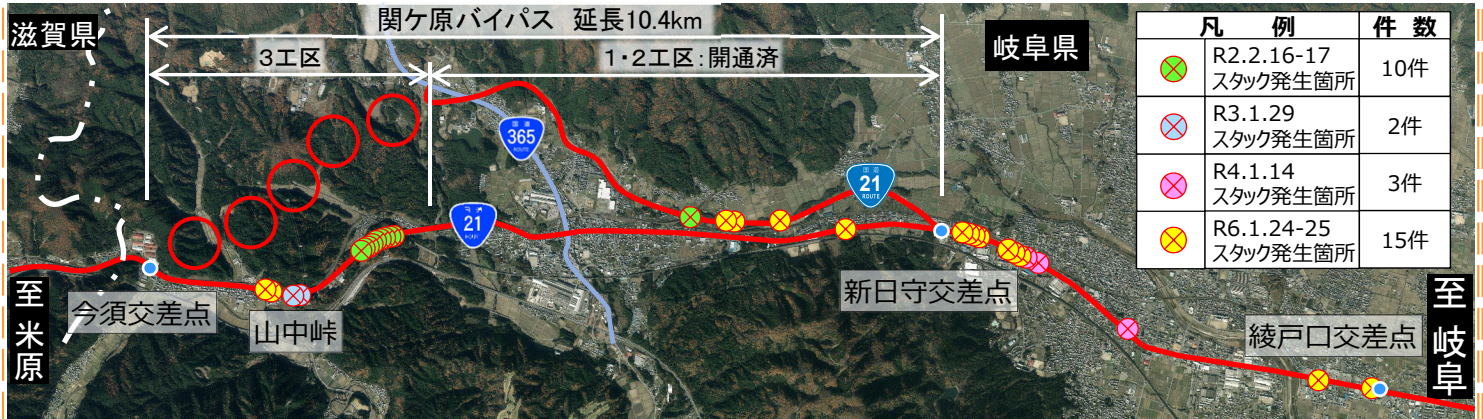 滋賀県
関ケ原バイパス 延長10.4km
3工区
1・2工区：開通済
岐阜県
凡 例
件 数
R2.2.16-17
スタック発生箇所
10件
R3.1.29
スタック発生箇所
2件
R4.1.14
スタック発生箇所
3件
R6.1.24-25
スタック発生箇所
15件
国道
365
ROUTE
国道
21
ROUTE
21
至 米原
今須交差点
山中峠
新日守交差点
綾戸口交差点
至 岐阜